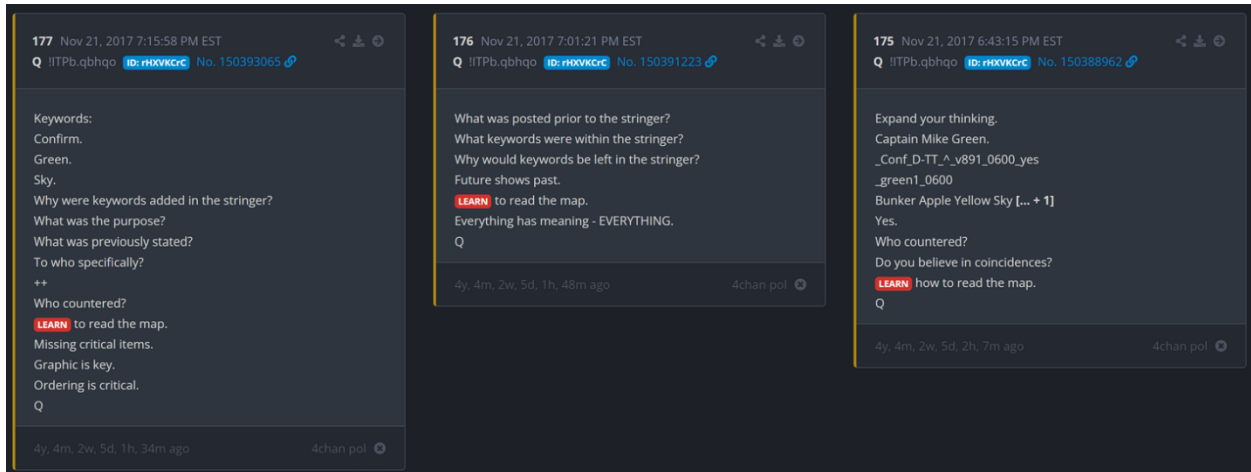 177 Nov 21, 2017 7:15:58 PM EST
Q !ITPb.qbhqo ID: rHXVKCrC No. 150393065
Keywords:
Confirm.
Green.
Sky.
Why were keywords added in the stringer?
What was the purpose?
What was previously stated?
To who specifically?
++
Who countered?
LEARN to read the map.
Missing critical items.
Graphic is key.
Ordering is critical.
Q
4y, 4m, 2w, 5d, 1h, 34m ago 4chan pol
176 Nov 21, 2017 7:01:21 PM EST
Q !ITPb.qbhqo ID: rHXVKCrC No. 150391223
What was posted prior to the stringer?
What keywords were within the stringer?
Why would keywords be left in the stringer?
Future shows past.
LEARN to read the map.
Everything has meaning - EVERYTHING.
Q
4y, 4m, 2w, 5d, 1h, 48m ago 4chan pol
175 Nov 21, 2017 6:43:15 PM EST
Q !ITPb.qbhqo ID: rHXVKCrC No. 150388962
Expand your thinking.
Captain Mike Green.
_Conf_D-TT_^_v891_0600_yes
_green1_0600
Bunker Apple Yellow Sky [... + 1]
Yes.
Who countered?
Do you believe in coincidences?
LEARN how to read the map.
Q
4y, 4m, 2w, 5d, 2h, 7m ago 4chan pol